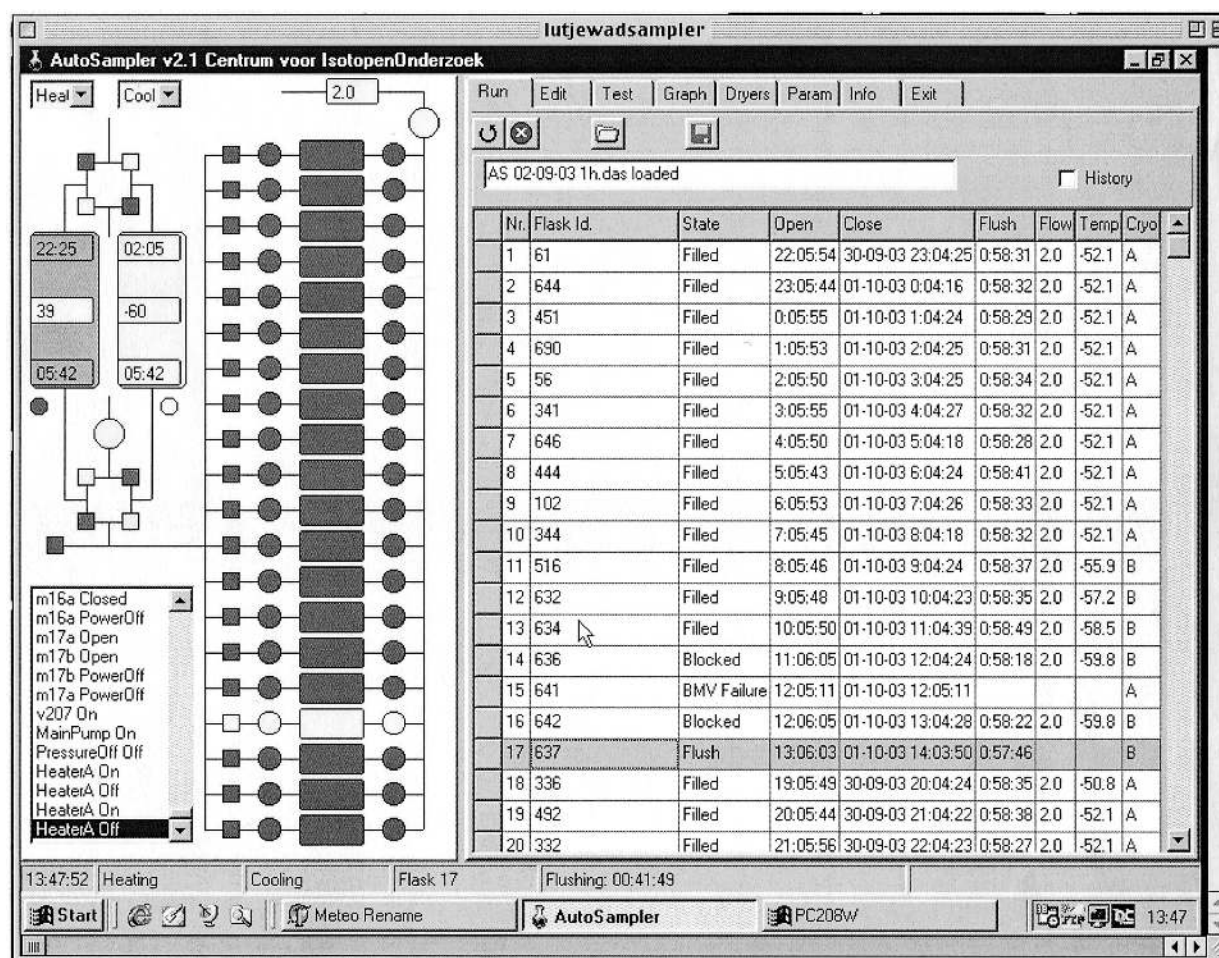 lutjewadsampler
AutoSampler v2.1 Centrum voor IsotopenOnderzoek
Heal Cool 2.0
Run Edit Test Graph Dryers Param Info Exit
AS 02-09-03 1h.das loaded
History
Nr. Flask Id. State Open Close Flush Flow Temp Cryo
1 61 Filled 22:05:54 30-09-03 23:04:25 0:58:31 2.0 -52.1 A
2 644 Filled 23:05:44 01-10-03 0:04:16 0:58:32 2.0 -52.1 A
3 451 Filled 0:05:55 01-10-03 1:04:24 0:58:29 2.0 -52.1 A
4 690 Filled 1:05:53 01-10-03 2:04:25 0:58:31 2.0 -52.1 A
5 56 Filled 2:05:50 01-10-03 3:04:25 0:58:34 2.0 -52.1 A
6 341 Filled 3:05:55 01-10-03 4:04:27 0:58:32 2.0 -52.1 A
7 646 Filled 4:05:50 01-10-03 5:04:18 0:58:28 2.0 -52.1 A
8 444 Filled 5:05:43 01-10-03 6:04:24 0:58:41 2.0 -52.1 A
9 102 Filled 6:05:53 01-10-03 7:04:26 0:58:33 2.0 -52.1 A
10 344 Filled 7:05:45 01-10-03 8:04:18 0:58:32 2.0 -52.1 A
11 516 Filled 8:05:46 01-10-03 9:04:24 0:58:37 2.0 -55.9 B
12 632 Filled 9:05:48 01-10-03 10:04:23 0:58:35 2.0 -57.2 B
13 634 Filled 10:05:50 01-10-03 11:04:39 0:58:49 2.0 -58.5 B
14 636 Blocked 11:06:05 01-10-03 12:04:24 0:58:18 2.0 -59.8 B
15 641 BMV Failure 12:05:11 01-10-03 12:05:11 A
16 642 Blocked 12:06:05 01-10-03 13:04:28 0:58:22 2.0 -59.8 B
17 637 Flush 13:06:03 01-10-03 14:03:50 0:57:46 B
18 336 Filled 19:05:49 30-09-03 20:04:24 0:58:35 2.0 -50.8 A
19 492 Filled 20:05:44 30-09-03 21:04:22 0:58:38 2.0 -52.1 A
20 332 Filled 21:05:56 30-09-03 22:04:23 0:58:27 2.0 -52.1 A
22:25 02:05
39 -60
05:42 05:42
m16a Closed
m16a PowerOff
m17a Open
m17b Open
m17b PowerOff
m17a PowerOff
v207 On
MainPump On
PressureOff Off
HeaterA On
HeaterA Off
HeaterA On
HeaterA Off
13:47:52 Heating Cooling Flask 17 Flushing: 00:41:49
Start Meteo Rename AutoSampler PC208W 13:47